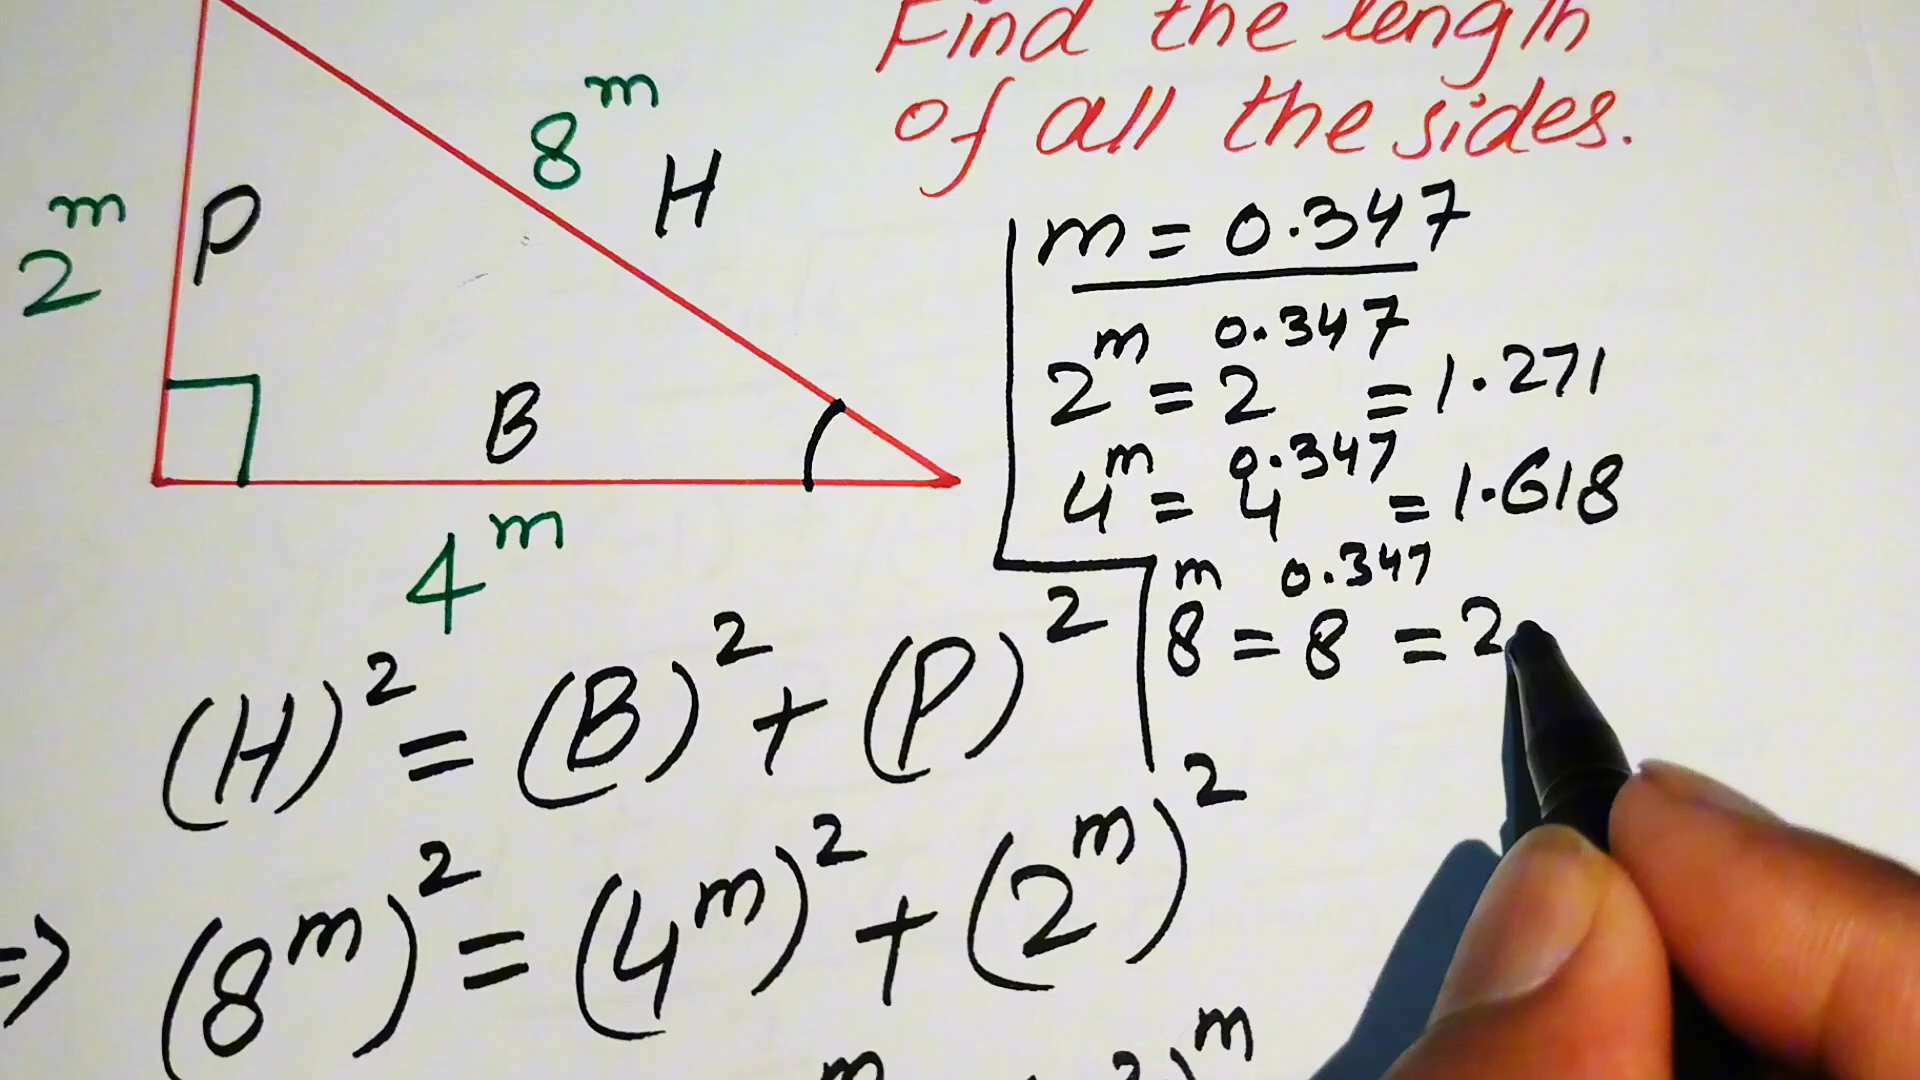 Find the length
of all the sides.
8^m
H
2^m
P
B
4^m
m = 0.347
2^m = 2^0.347 = 1.271
4^m = 4^0.347 = 1.618
8^m = 8^0.347 = 2
(H)^2 = (B)^2 + (P)^2
=> (8^m)^2 = (4^m)^2 + (2^m)^2